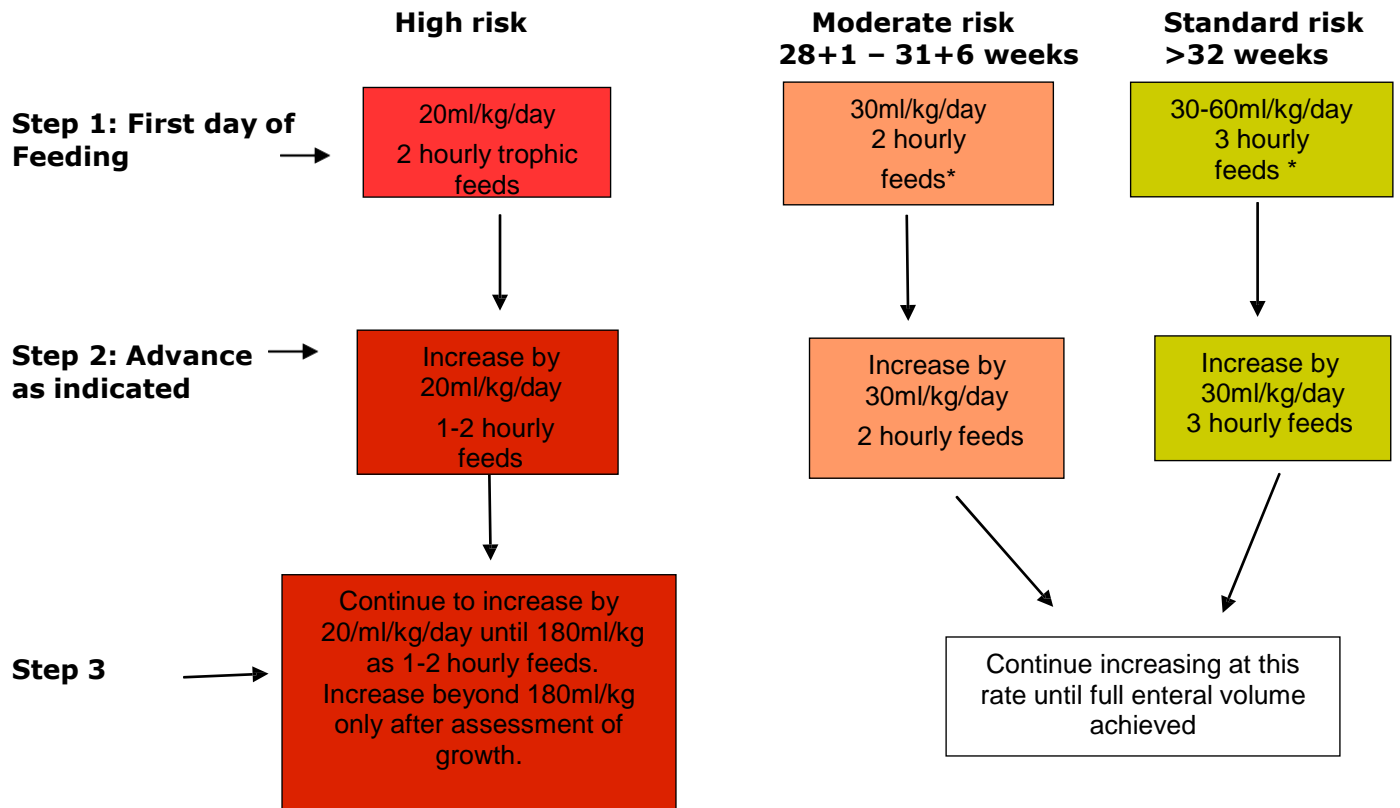 High risk
Moderate risk
28+1 – 31+6 weeks
Standard risk
>32 weeks
Step 1: First day of
Feeding
20ml/kg/day
2 hourly trophic
feeds
30ml/kg/day
2 hourly
feeds*
30-60ml/kg/day
3 hourly
feeds *
Step 2: Advance
as indicated
Increase by
20ml/kg/day
1-2 hourly
feeds
Increase by
30ml/kg/day
2 hourly feeds
Increase by
30ml/kg/day
3 hourly feeds
Step 3
Continue to increase by
20/ml/kg/day until 180ml/kg
as 1-2 hourly feeds.
Increase beyond 180ml/kg
only after assessment of
growth.
Continue increasing at this
rate until full enteral volume
achieved